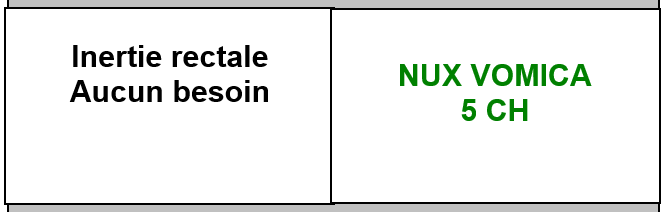 Inertie rectale
Aucun besoin
NUX VOMICA
5 CH